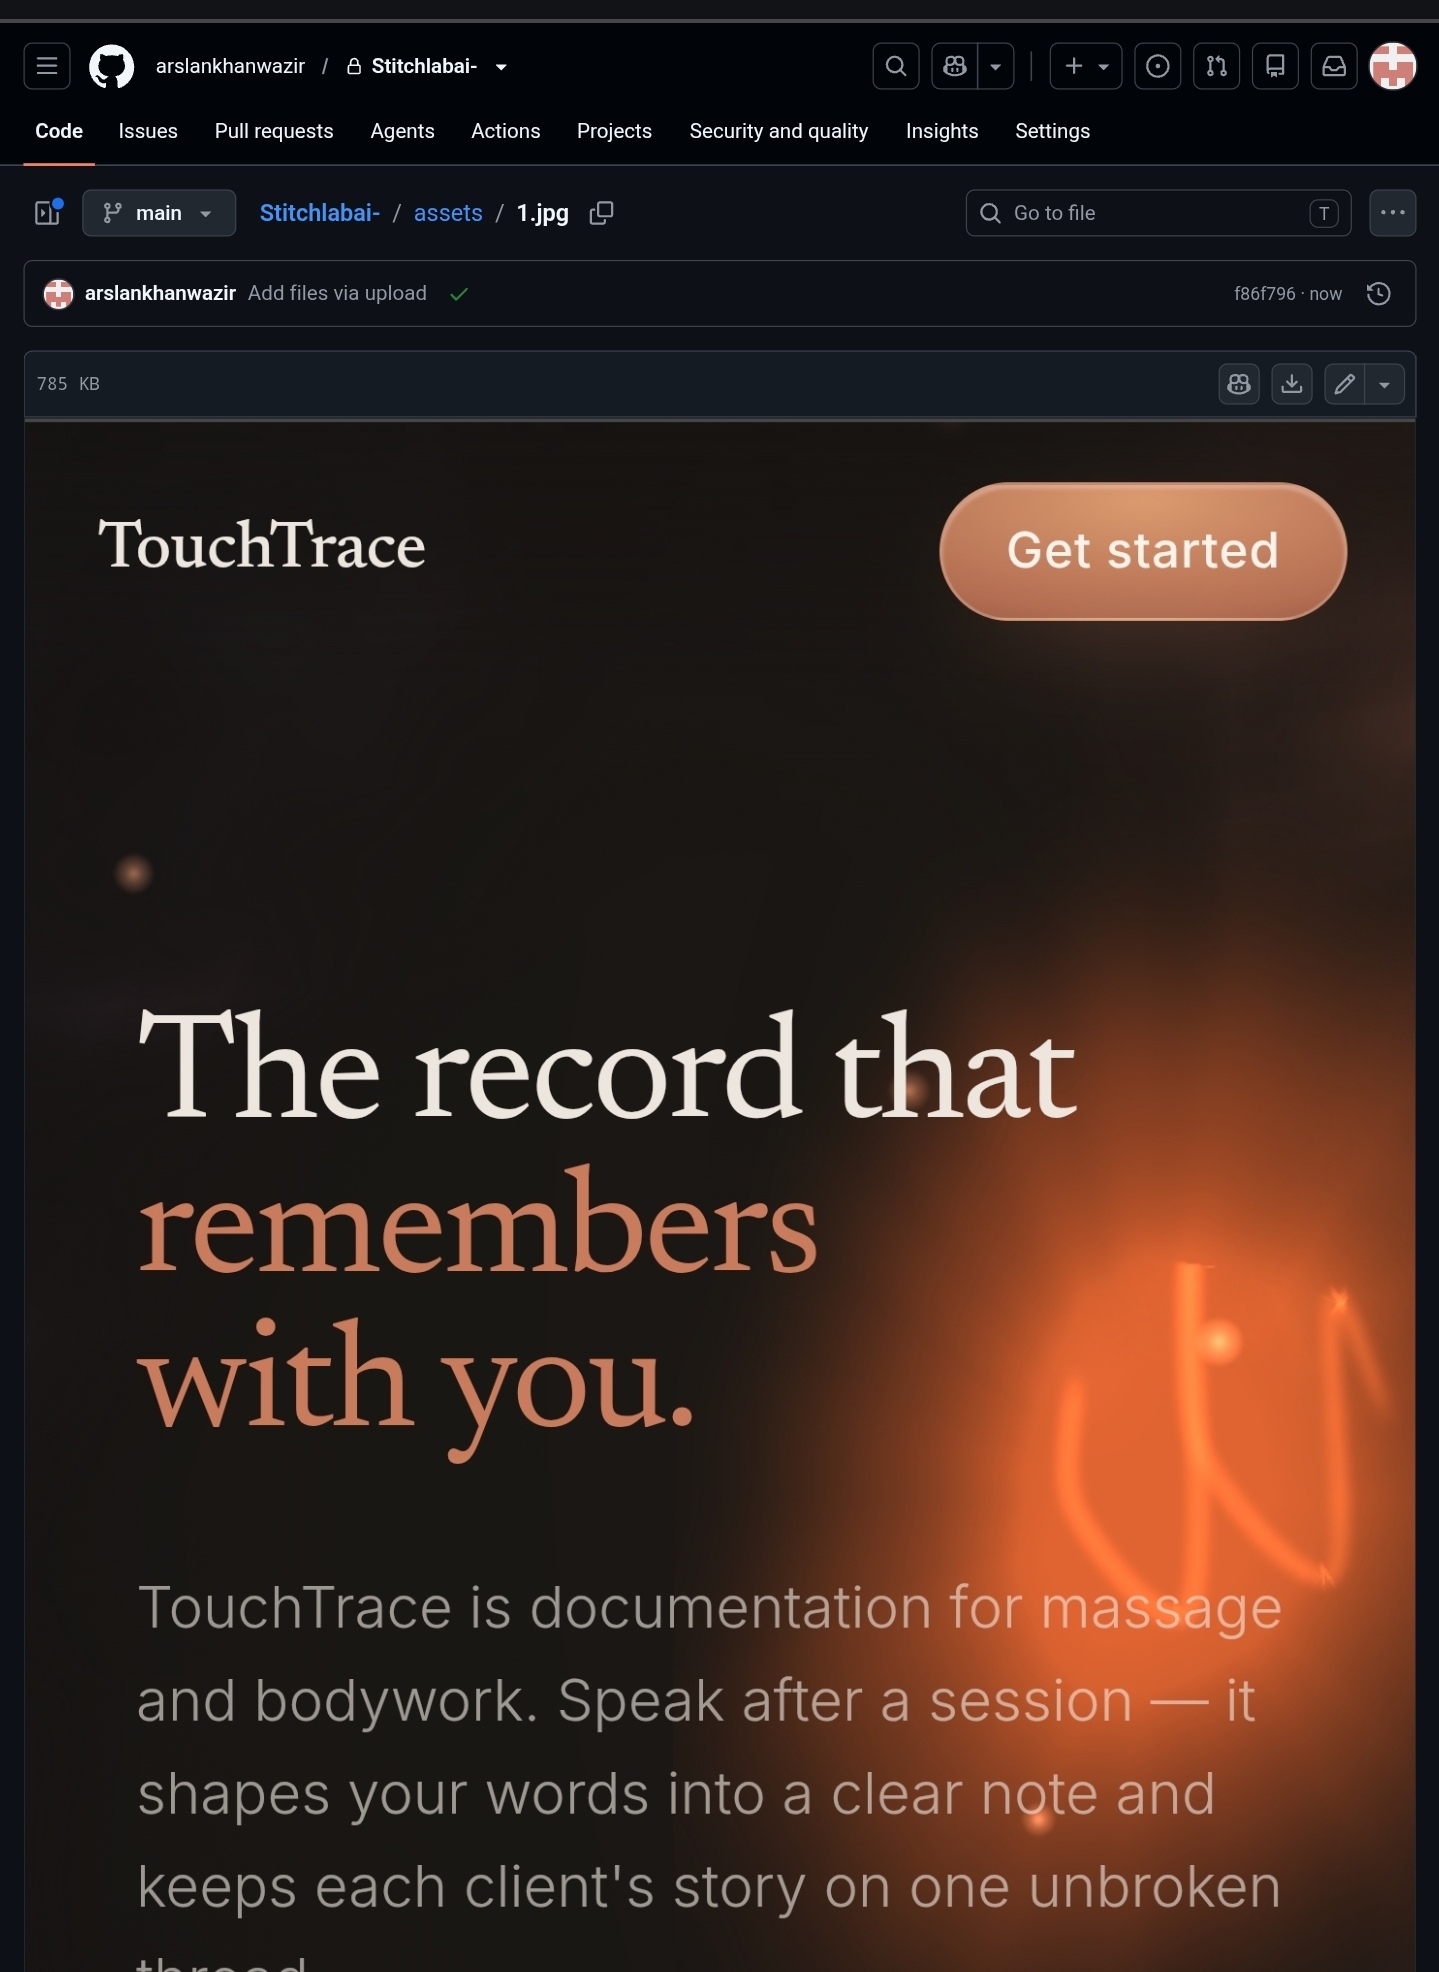 arslankhanwazir / Stitchlabai-
Code Issues Pull requests Agents Actions Projects Security and quality Insights Settings
main Stitchlabai- / assets / 1.jpg Go to file T
arslankhanwazir Add files via upload f86f796 · now
785 KB
TouchTrace Get started
The record that
remembers
with you.
TouchTrace is documentation for massage
and bodywork. Speak after a session — it
shapes your words into a clear note and
keeps each client's story on one unbroken